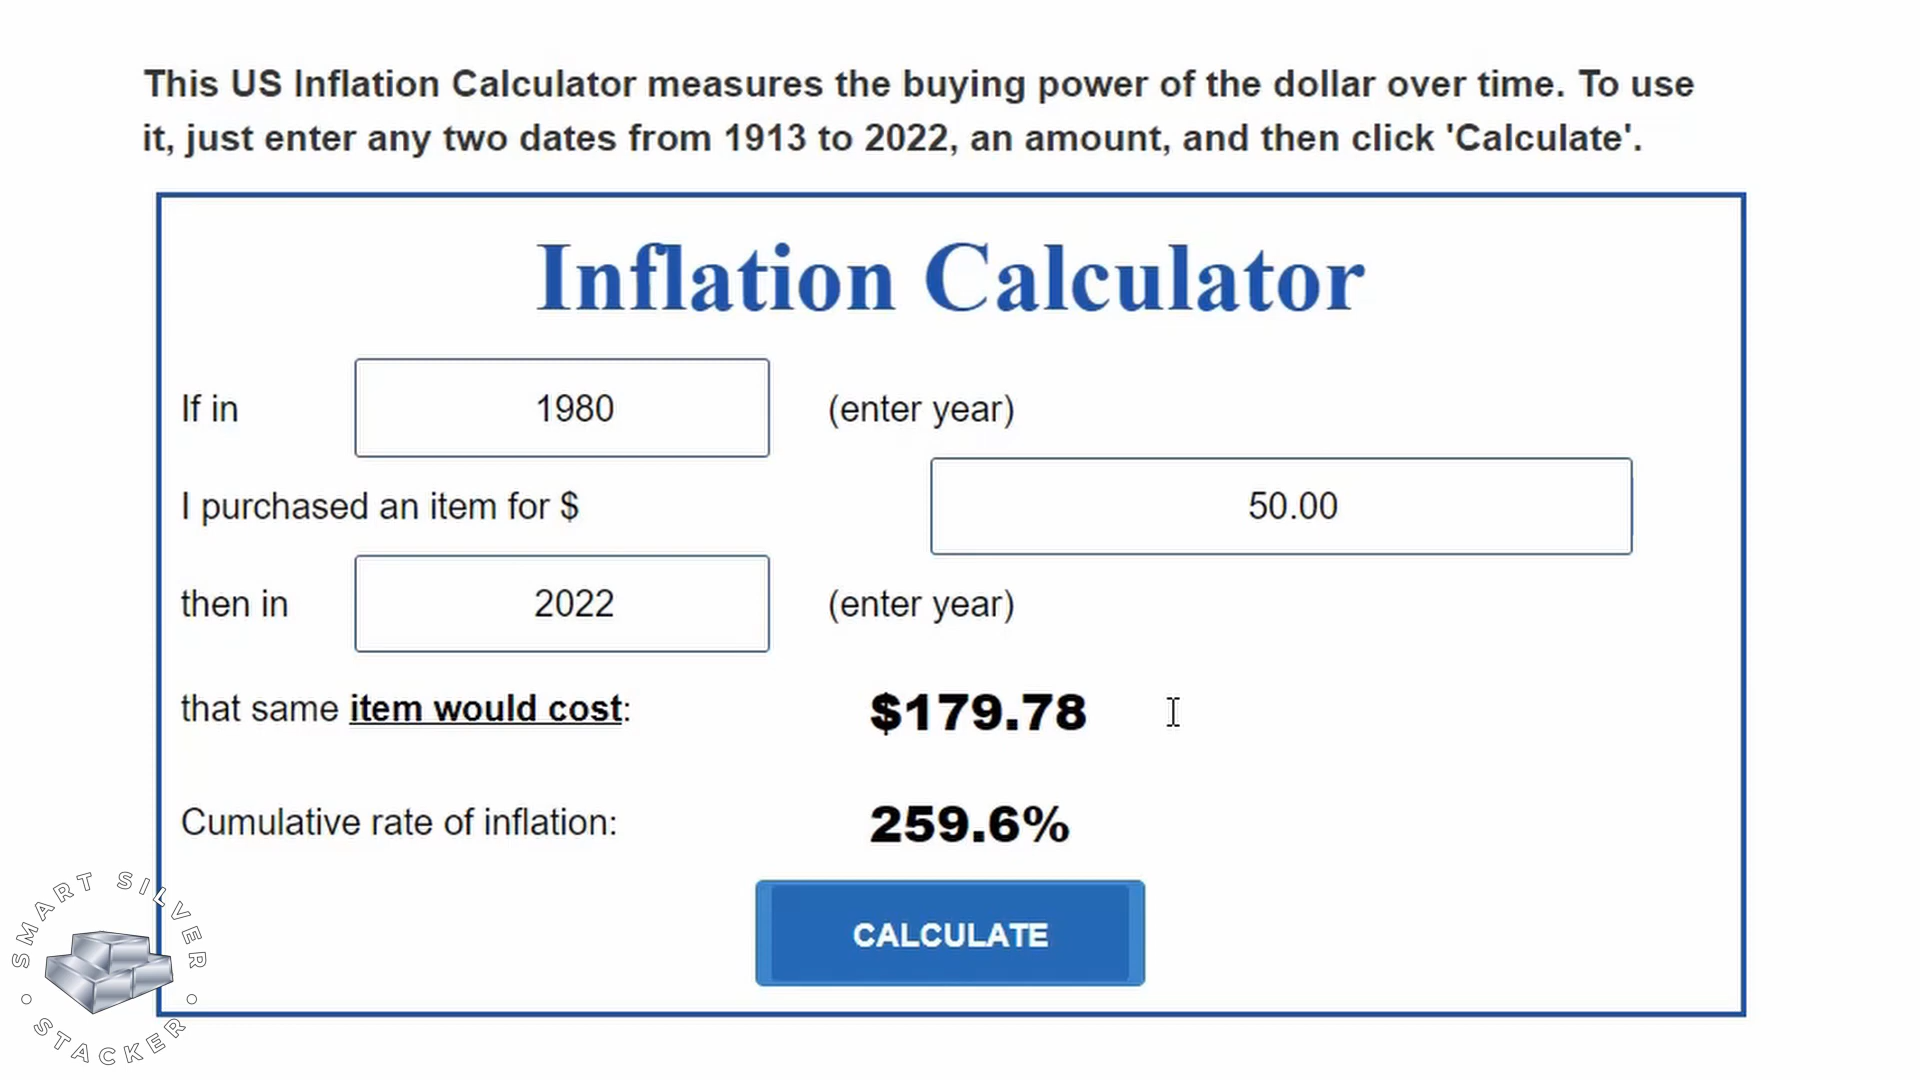 This US Inflation Calculator measures the buying power of the dollar over time. To use
it, just enter any two dates from 1913 to 2022, an amount, and then click 'Calculate'.
Inflation Calculator
If in 1980 (enter year)
I purchased an item for $ 50.00
then in 2022 (enter year)
that same item would cost: $179.78
Cumulative rate of inflation: 259.6%
CALCULATE
SMART SILVER
STACKER